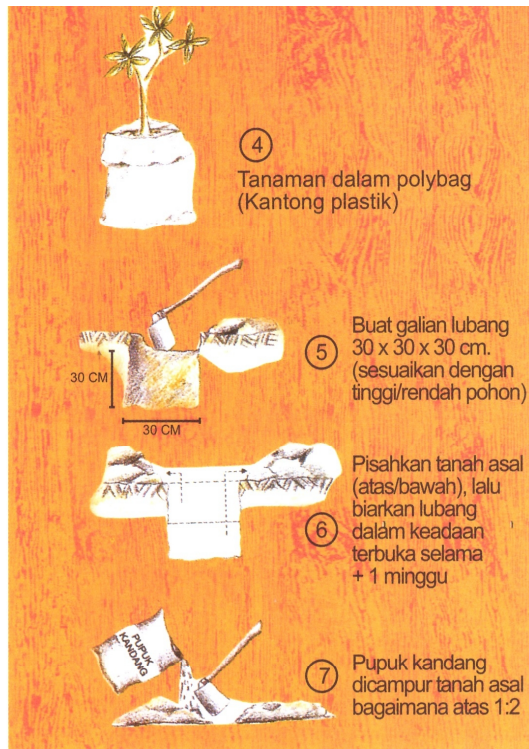 4
Tanaman dalam polybag
(Kantong plastik)
5
Buat galian lubang
30 x 30 x 30 cm.
(sesuaikan dengan
tinggi/rendah pohon)
30 CM
30 CM
6
Pisahkan tanah asal
(atas/bawah), lalu
biarkan lubang
dalam keadaan
terbuka selama
+ 1 minggu
PUPUK
KANDANG
7
Pupuk kandang
dicampur tanah asal
bagaimana atas 1:2